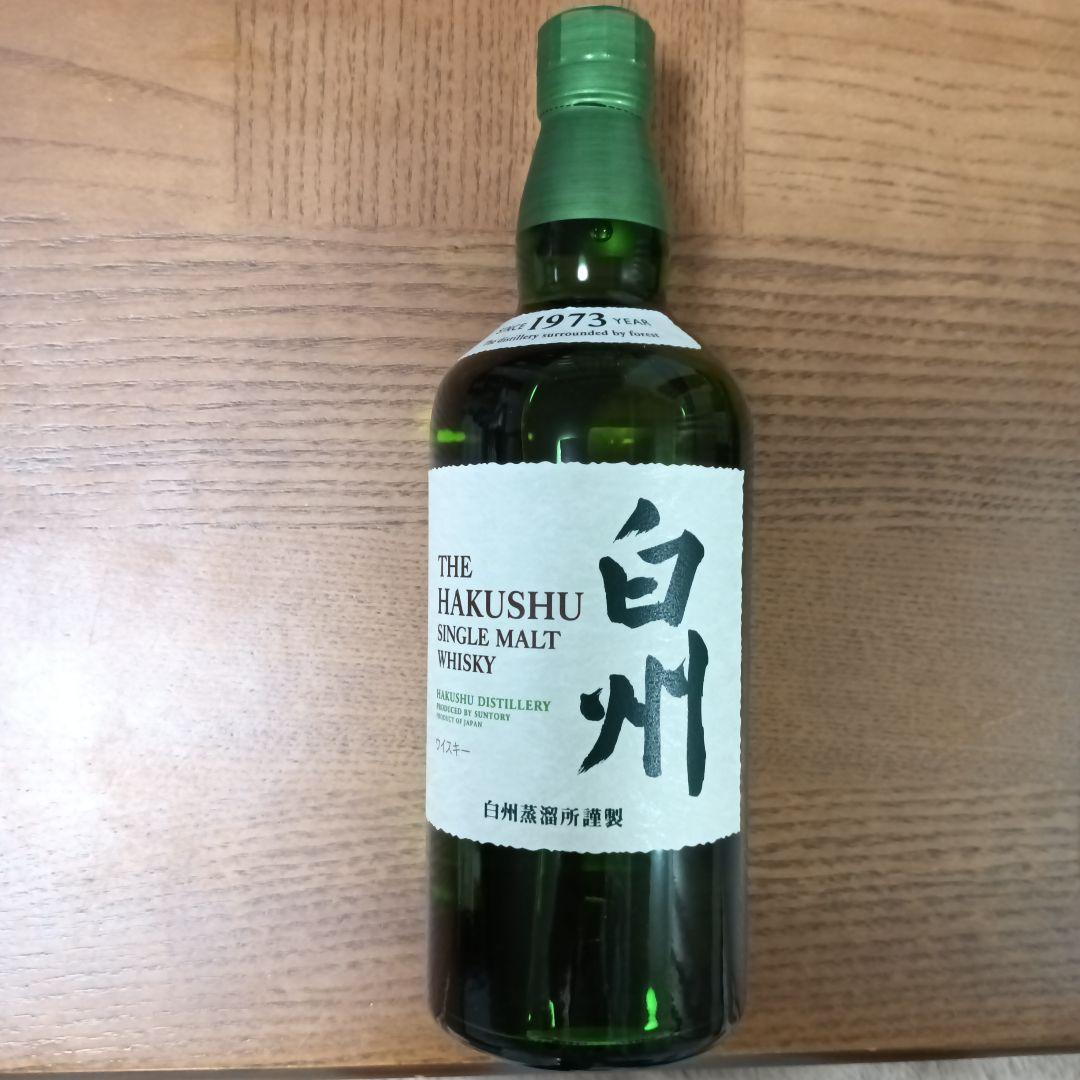 SINCE 1973 YEAR
The distillery surrounded by forest
THE
HAKUSHU
SINGLE MALT
WHISKY
HAKUSHU DISTILLERY
PRODUCED BY SUNTORY
PRODUCT OF JAPAN
ウイスキー
白州
白州蒸溜所謹製